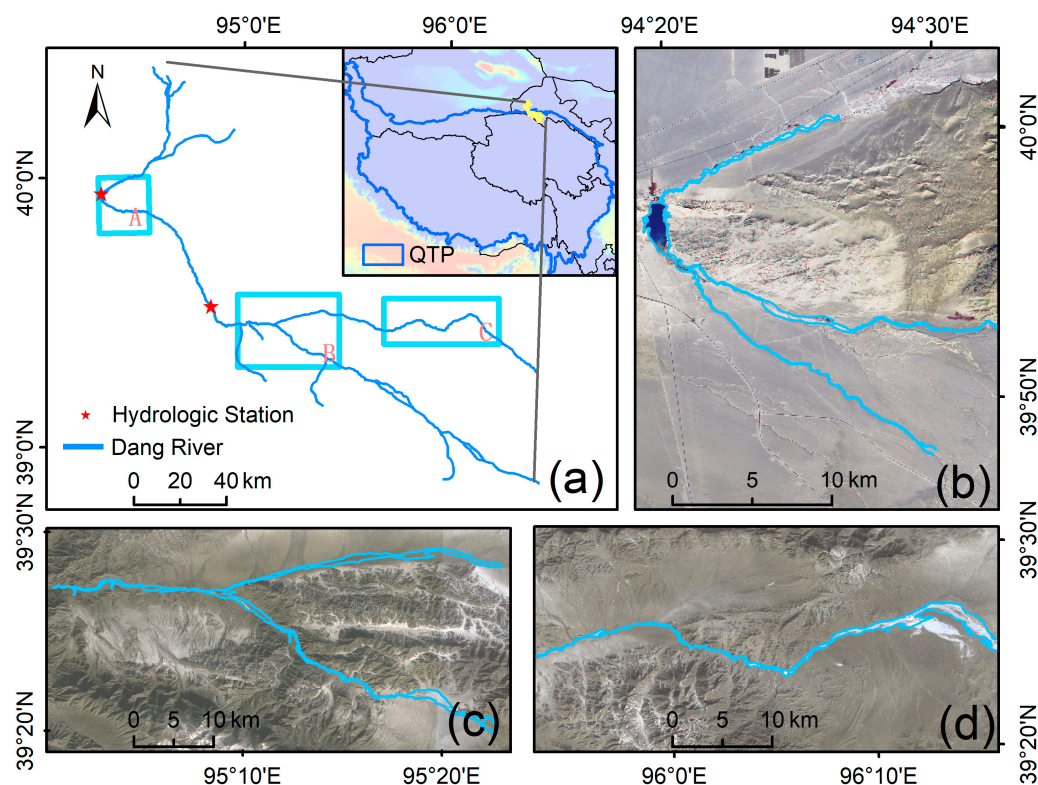 95°0'E 96°0'E 94°20'E 94°30'E
N
40°0'N
A
QTP
B
C
Hydrologic Station
Dang River
39°0'N
0 20 40 km
(a)
40°0'N
39°50'N
0 5 10 km
(b)
39°30'N
39°20'N
0 5 10 km
(c)
95°10'E 95°20'E
39°30'N
39°20'N
0 5 10 km
(d)
96°0'E 96°10'E